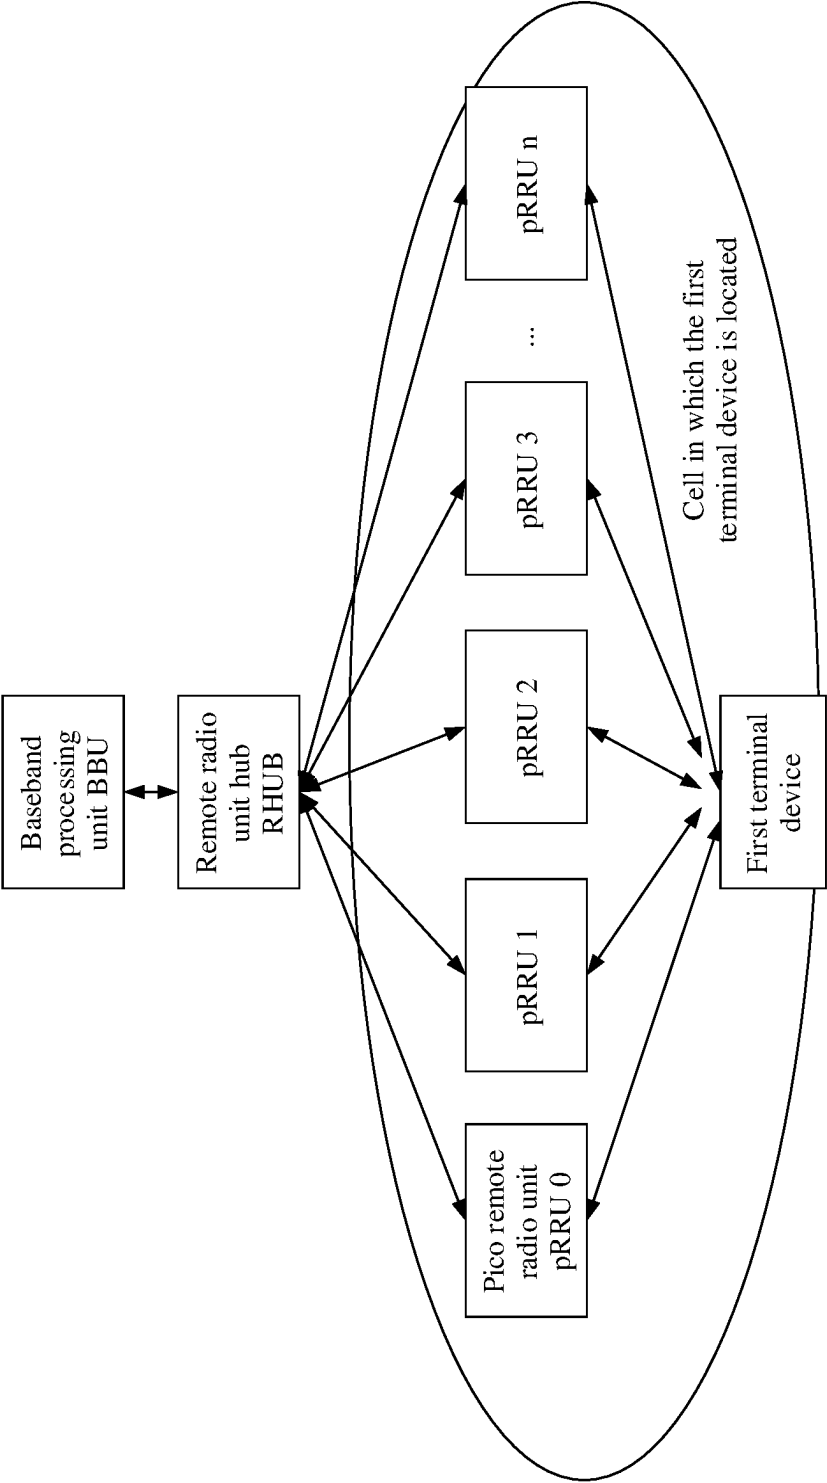 Baseband
processing
unit BBU
Remote radio
unit hub
RHUB
Pico remote
radio unit
pRRU 0
pRRU 1
pRRU 2
pRRU 3
...
pRRU n
Cell in which the first
terminal device is located
First terminal
device